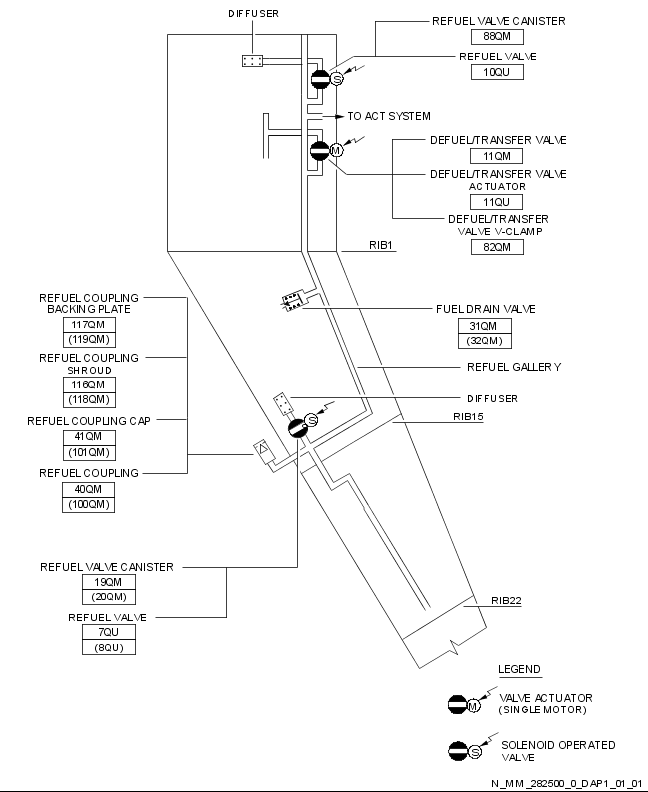 DIFFUSER
REFUEL VALVE CANISTER
88QM
REFUEL VALVE
10QU
S
TO ACT SYSTEM
M
DEFUEL/TRANSFER VALVE
11QM
DEFUEL/TRANSFER VALVE
ACTUATOR
11QU
DEFUEL/TRANSFER
VALVE V-CLAMP
82QM
RIB1
REFUEL COUPLING
BACKING PLATE
117QM
(119QM)
REFUEL COUPLING
SHROUD
116QM
(118QM)
REFUEL COUPLING CAP
41QM
(101QM)
REFUEL COUPLING
40QM
(100QM)
FUEL DRAIN VALVE
31QM
(32QM)
REFUEL GALLERY
DIFFUSER
S
RIB15
REFUEL VALVE CANISTER
19QM
(20QM)
REFUEL VALVE
7QU
(8QU)
RIB22
LEGEND
M
VALVE ACTUATOR
(SINGLE MOTOR)
S
SOLENOID OPERATED
VALVE
N_MM_282500_0_DAP1_01_01